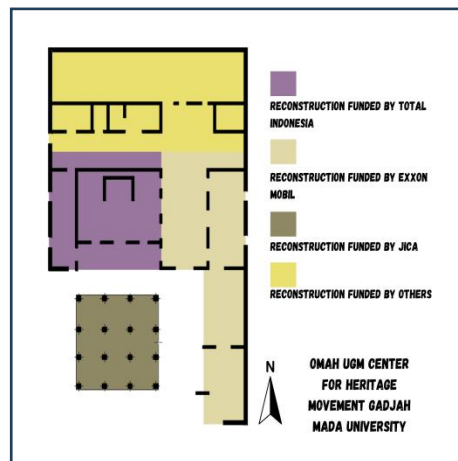 RECONSTRUCTION FUNDED BY TOTAL
INDONESIA
RECONSTRUCTION FUNDED BY EXXON
MOBIL
RECONSTRUCTION FUNDED BY JICA
RECONSTRUCTION FUNDED BY OTHERS
N
OMAH UGM CENTER
FOR HERITAGE
MOVEMENT GADJAH
MADA UNIVERSITY